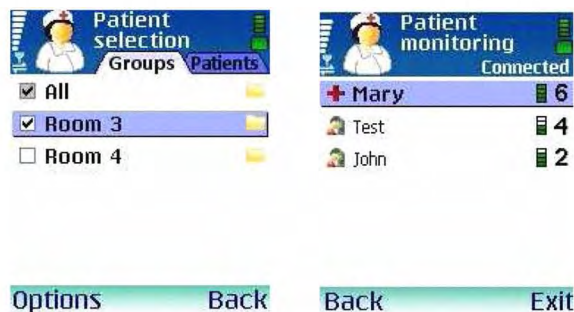 Patient
selection
Groups Patients
All
Room 3
Room 4
Options Back
Patient
monitoring
Connected
Mary 6
Test 4
John 2
Back Exit